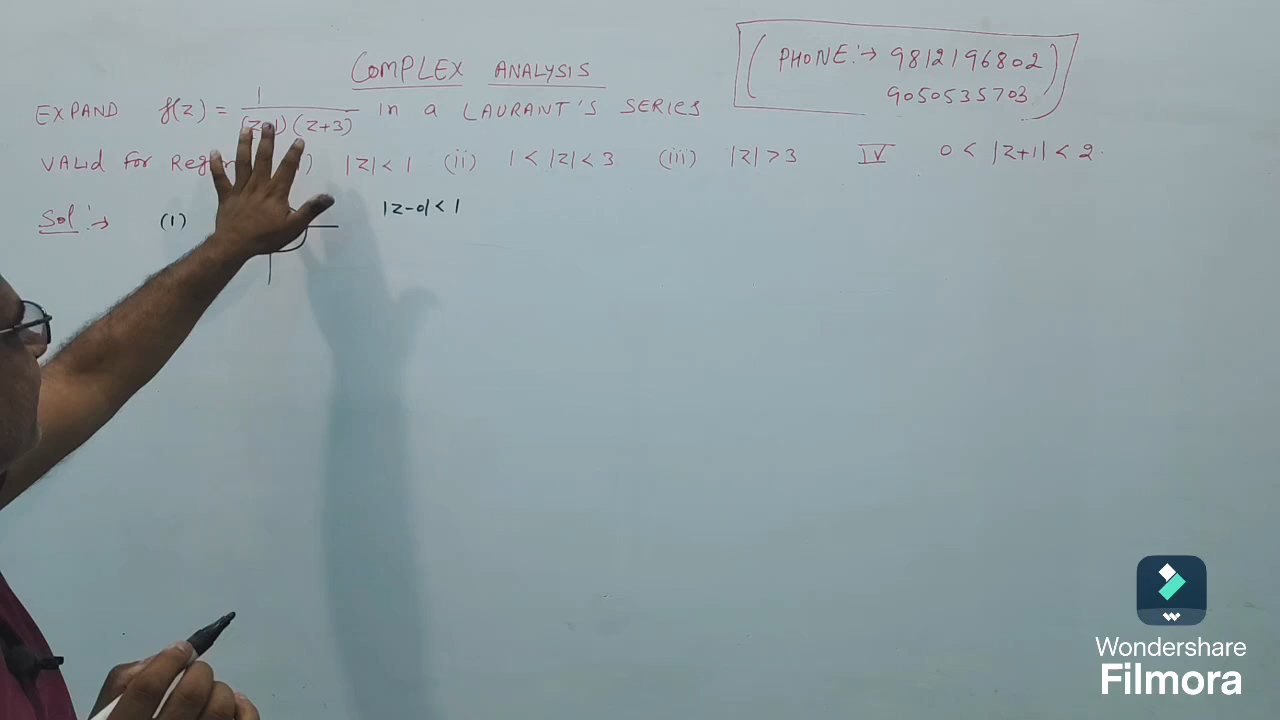 COMPLEX ANALYSIS
(PHONE:→ 9812196802
9050535703)
EXPAND f(z) = 1 / (z+1)(z+3) in a LAURANT'S SERIES
VALid for Region (i) |z| < 1 (ii) 1 < |z| < 3 (iii) |z| > 3 IV 0 < |z+1| < 2
Sol:→ (1) |z-0| < 1
Wondershare
Filmora